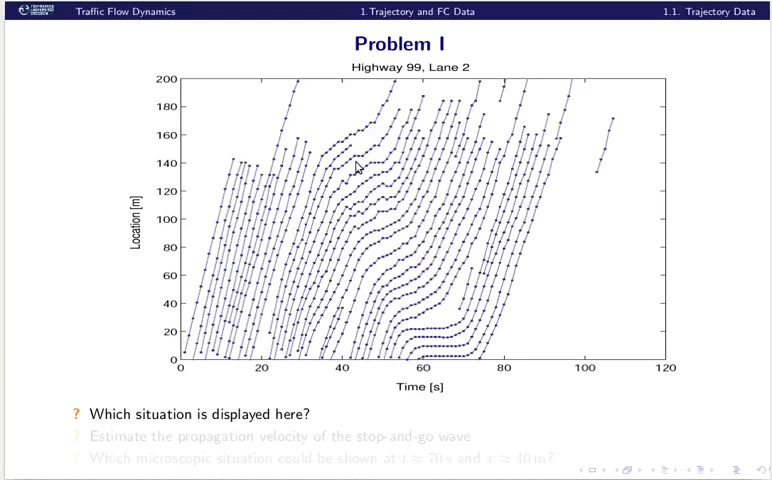 TECHNISCHE
UNIVERSITÄT
DRESDEN
Traffic Flow Dynamics
1.Trajectory and FC Data
1.1. Trajectory Data
Problem I
Highway 99, Lane 2
200
180
160
140
120
100
80
60
40
20
0
Location [m]
0 20 40 60 80 100 120
Time [s]
? Which situation is displayed here?
? Estimate the propagation velocity of the stop-and-go wave
? Which microscopic situation could be shown at t ≈ 70 s and x ≈ 40 m?